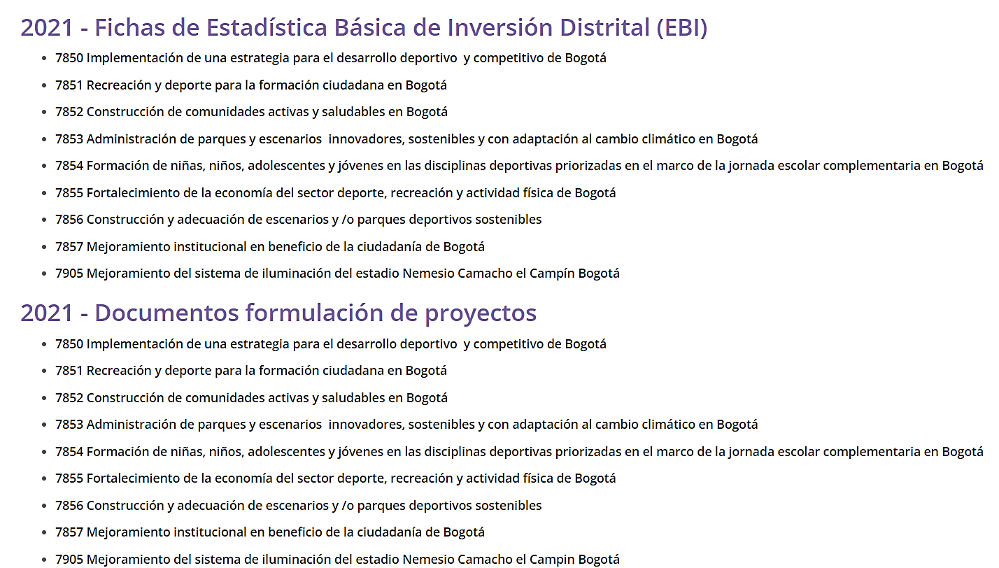 2021 - Fichas de Estadística Básica de Inversión Distrital (EBI)
7850 Implementación de una estrategia para el desarrollo deportivo  y competitivo de Bogotá
7851 Recreación y deporte para la formación ciudadana en Bogotá
7852 Construcción de comunidades activas y saludables en Bogotá
7853 Administración de parques y escenarios  innovadores, sostenibles y con adaptación al cambio climático en Bogotá
7854 Formación de niñas, niños, adolescentes y jóvenes en las disciplinas deportivas priorizadas en el marco de la jornada escolar complementaria en Bogotá
7855 Fortalecimiento de la economía del sector deporte, recreación y actividad física de Bogotá
7856 Construcción y adecuación de escenarios y /o parques deportivos sostenibles
7857 Mejoramiento institucional en beneficio de la ciudadanía de Bogotá
7905 Mejoramiento del sistema de iluminación del estadio Nemesio Camacho el Campín Bogotá
2021 - Documentos formulación de proyectos
7850 Implementación de una estrategia para el desarrollo deportivo  y competitivo de Bogotá
7851 Recreación y deporte para la formación ciudadana en Bogotá
7852 Construcción de comunidades activas y saludables en Bogotá
7853 Administración de parques y escenarios  innovadores, sostenibles y con adaptación al cambio climático en Bogotá
7854 Formación de niñas, niños, adolescentes y jóvenes en las disciplinas deportivas priorizadas en el marco de la jornada escolar complementaria en Bogotá
7855 Fortalecimiento de la economía del sector deporte, recreación y actividad física de Bogotá
7856 Construcción y adecuación de escenarios y /o parques deportivos sostenibles
7857 Mejoramiento institucional en beneficio de la ciudadanía de Bogotá
7905 Mejoramiento del sistema de iluminación del estadio Nemesio Camacho el Campin Bogotá